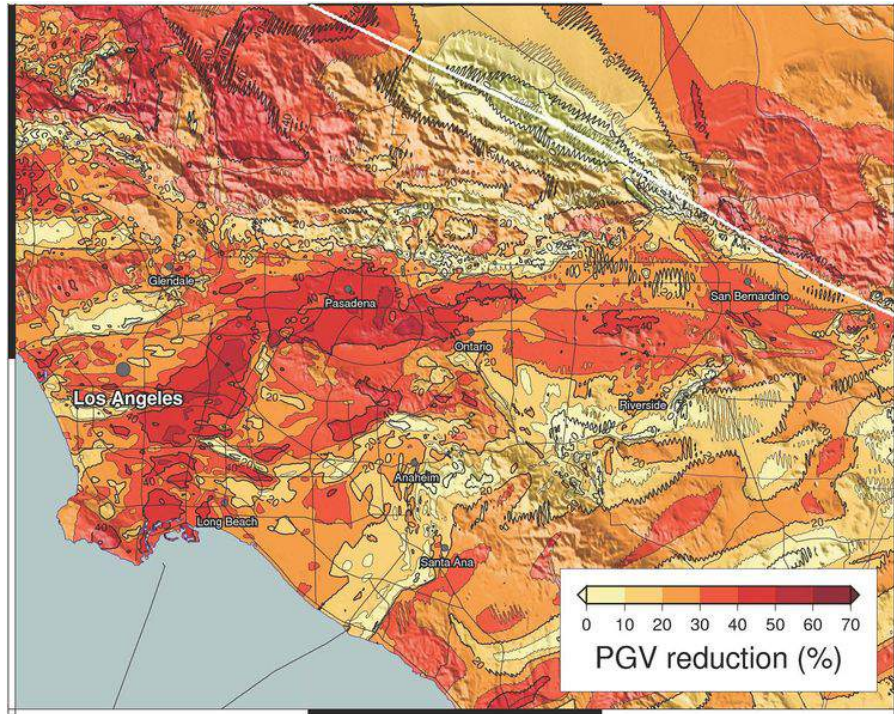 Glendale
Pasadena
San Bernardino
Ontario
Los Angeles
Riverside
Anaheim
Long Beach
Santa Ana
0 10 20 30 40 50 60 70
PGV reduction (%)